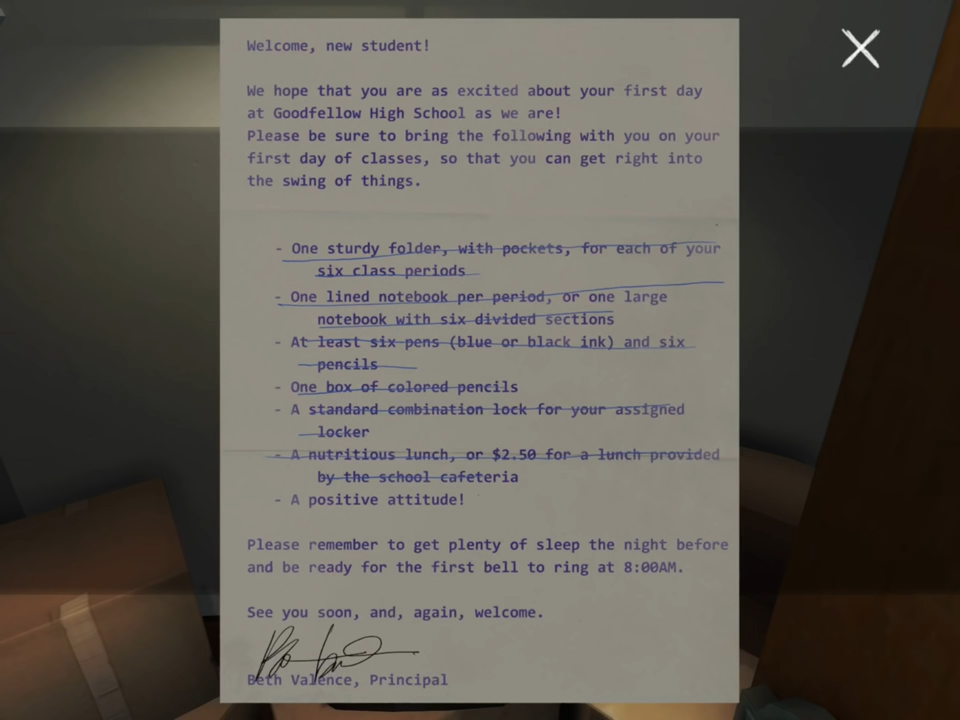 Welcome, new student!
We hope that you are as excited about your first day
at Goodfellow High School as we are!
Please be sure to bring the following with you on your
first day of classes, so that you can get right into
the swing of things.
- One sturdy folder, with pockets, for each of your
six class periods
- One lined notebook per period, or one large
notebook with six divided sections
- At least six pens (blue or black ink) and six
pencils
- One box of colored pencils
- A standard combination lock for your assigned
locker
- A nutritious lunch, or $2.50 for a lunch provided
by the school cafeteria
- A positive attitude!
Please remember to get plenty of sleep the night before
and be ready for the first bell to ring at 8:00AM.
See you soon, and, again, welcome.
Beth Valence, Principal